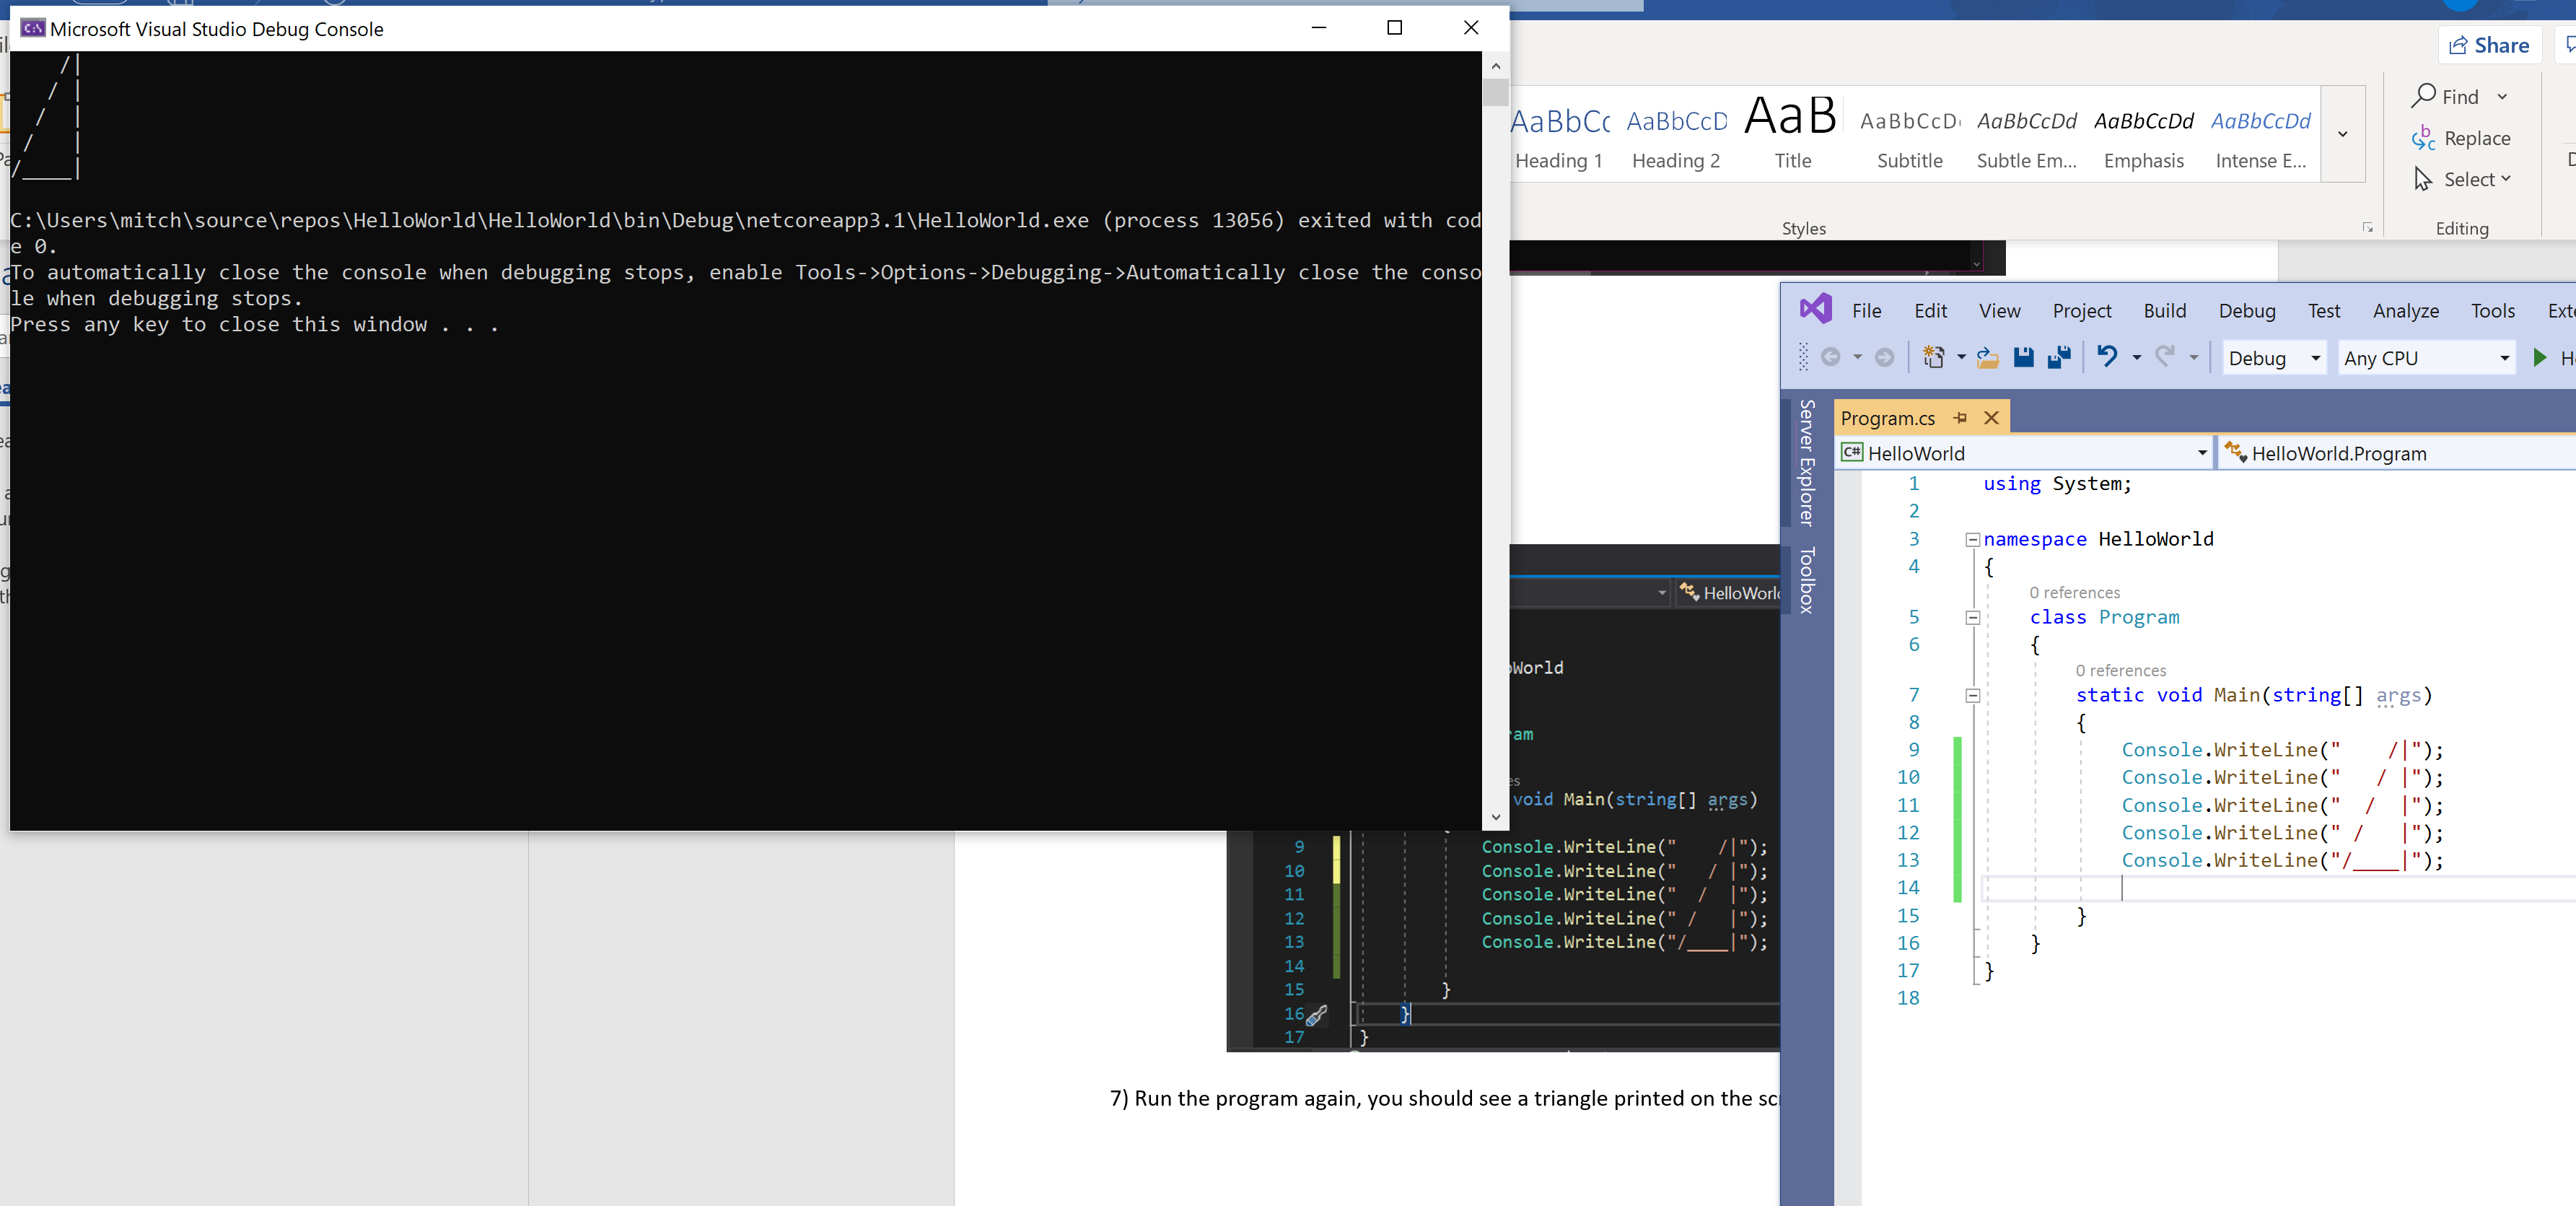 Microsoft Visual Studio Debug Console
    /|
   / |
  /  |
 /   |
/____|
C:\Users\mitch\source\repos\HelloWorld\HelloWorld\bin\Debug\netcoreapp3.1\HelloWorld.exe (process 13056) exited with cod
e 0.
To automatically close the console when debugging stops, enable Tools->Options->Debugging->Automatically close the conso
le when debugging stops.
Press any key to close this window . . .
Share
AaBbCc AaBbCcD AaB AaBbCcD AaBbCcDd AaBbCcDd AaBbCcDd
Heading 1 Heading 2 Title Subtitle Subtle Em... Emphasis Intense E...
Styles
Find
Replace
Select
Editing
File Edit View Project Build Debug Test Analyze Tools
Debug Any CPU
Server Explorer
Toolbox
Program.cs
C# HelloWorld HelloWorld.Program
1 using System;
2
3 namespace HelloWorld
4 {
0 references
5 class Program
6 {
0 references
7 static void Main(string[] args)
8 {
9 Console.WriteLine("    /|");
10 Console.WriteLine("   / |");
11 Console.WriteLine("  /  |");
12 Console.WriteLine(" /   |");
13 Console.WriteLine("/____|");
14
15 }
16 }
17 }
18
void Main(string[] args)
9 Console.WriteLine("    /|");
10 Console.WriteLine("   / |");
11 Console.WriteLine("  /  |");
12 Console.WriteLine(" /   |");
13 Console.WriteLine("/____|");
14
15 }
16 }
17 }
7) Run the program again, you should see a triangle printed on the